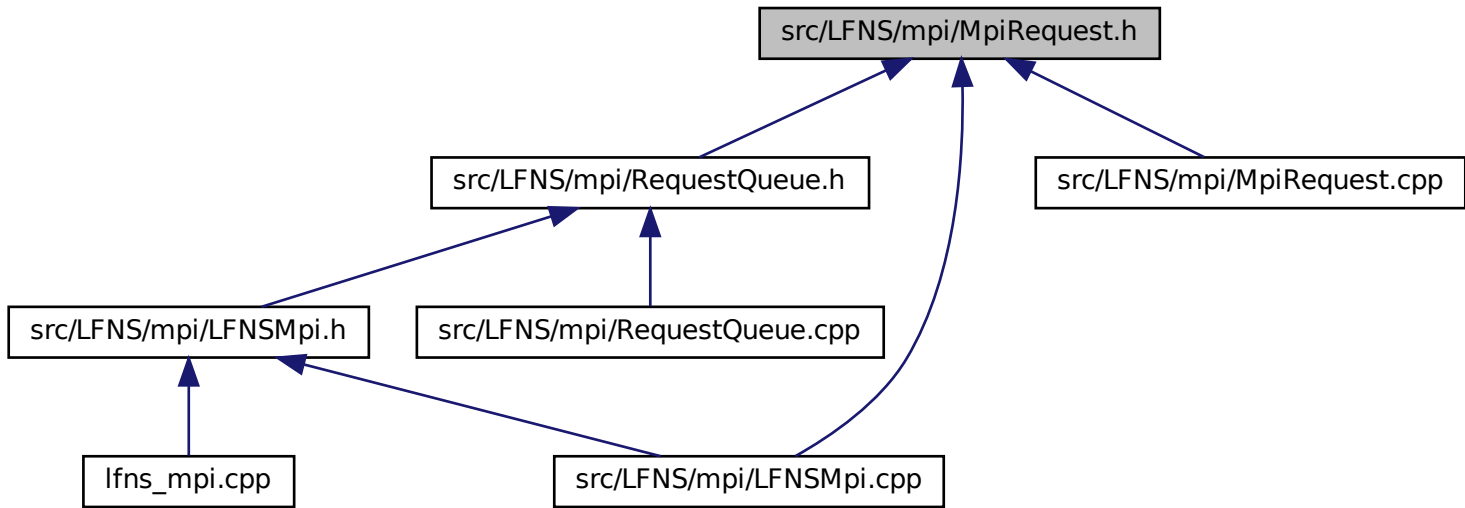 src/LFNS/mpi/MpiRequest.h
src/LFNS/mpi/RequestQueue.h
src/LFNS/mpi/MpiRequest.cpp
src/LFNS/mpi/LFNSMpi.h
src/LFNS/mpi/RequestQueue.cpp
lfns_mpi.cpp
src/LFNS/mpi/LFNSMpi.cpp